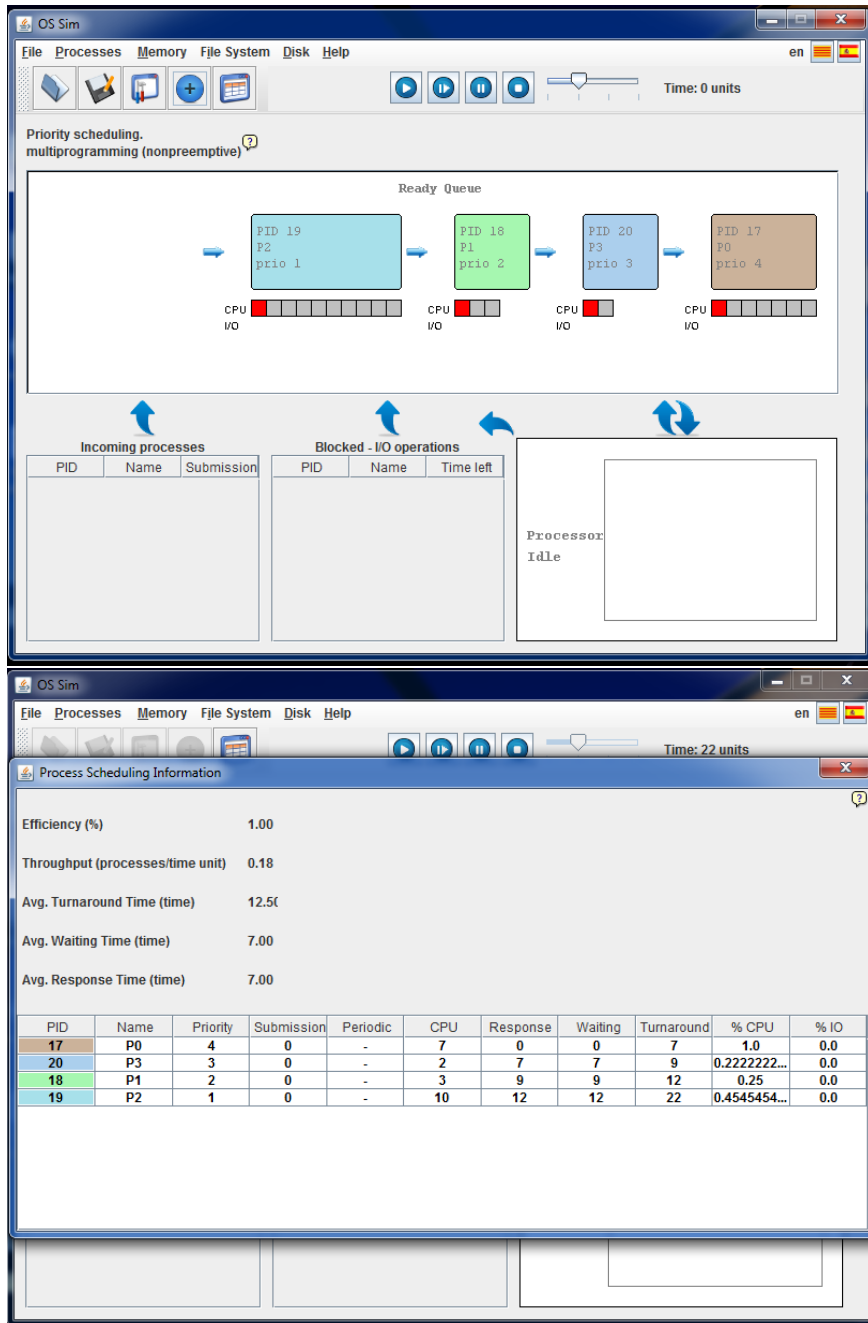 OS Sim
File Processes Memory File System Disk Help en
Time: 0 units
Priority scheduling.
multiprogramming (nonpreemptive) ?
Ready Queue
PID 19 PID 18 PID 20 PID 17
P2 P1 P3 P0
prio 1 prio 2 prio 3 prio 4
CPU CPU CPU CPU
I/O I/O I/O I/O
Incoming processes Blocked - I/O operations
PID Name Submission PID Name Time left
Processor
Idle
OS Sim
File Processes Memory File System Disk Help en
Time: 22 units
Process Scheduling Information
?
Efficiency (%) 1.00
Throughput (processes/time unit) 0.18
Avg. Turnaround Time (time) 12.50
Avg. Waiting Time (time) 7.00
Avg. Response Time (time) 7.00
PID Name Priority Submission Periodic CPU Response Waiting Turnaround % CPU % IO
17 P0 4 0 - 7 0 0 7 1.0 0.0
20 P3 3 0 - 2 7 7 9 0.2222222... 0.0
18 P1 2 0 - 3 9 9 12 0.25 0.0
19 P2 1 0 - 10 12 12 22 0.4545454... 0.0